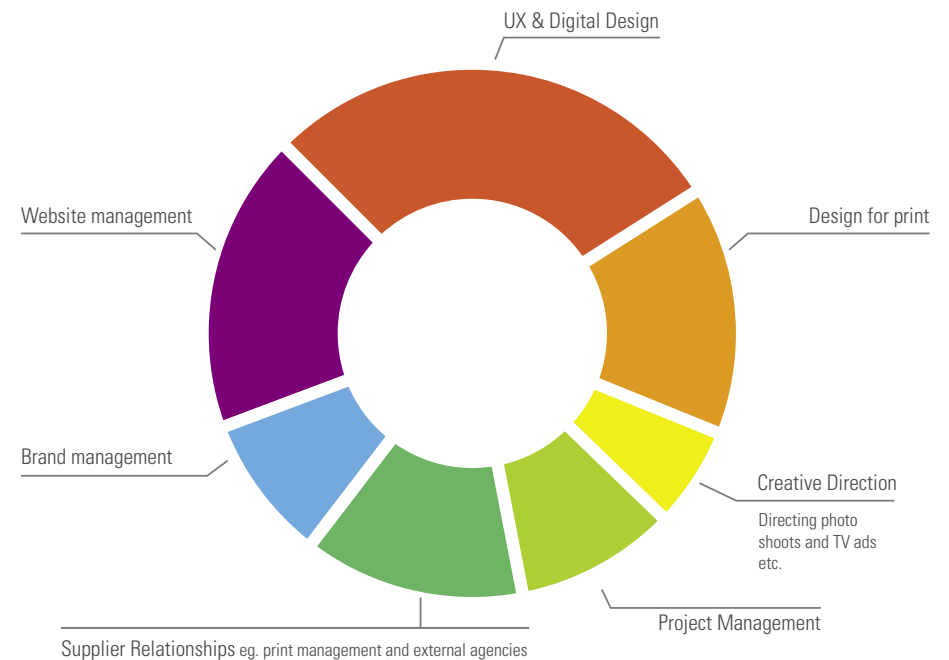 UX & Digital Design
Website management
Design for print
Brand management
Creative Direction
Directing photo
shoots and TV ads
etc.
Project Management
Supplier Relationships eg. print management and external agencies